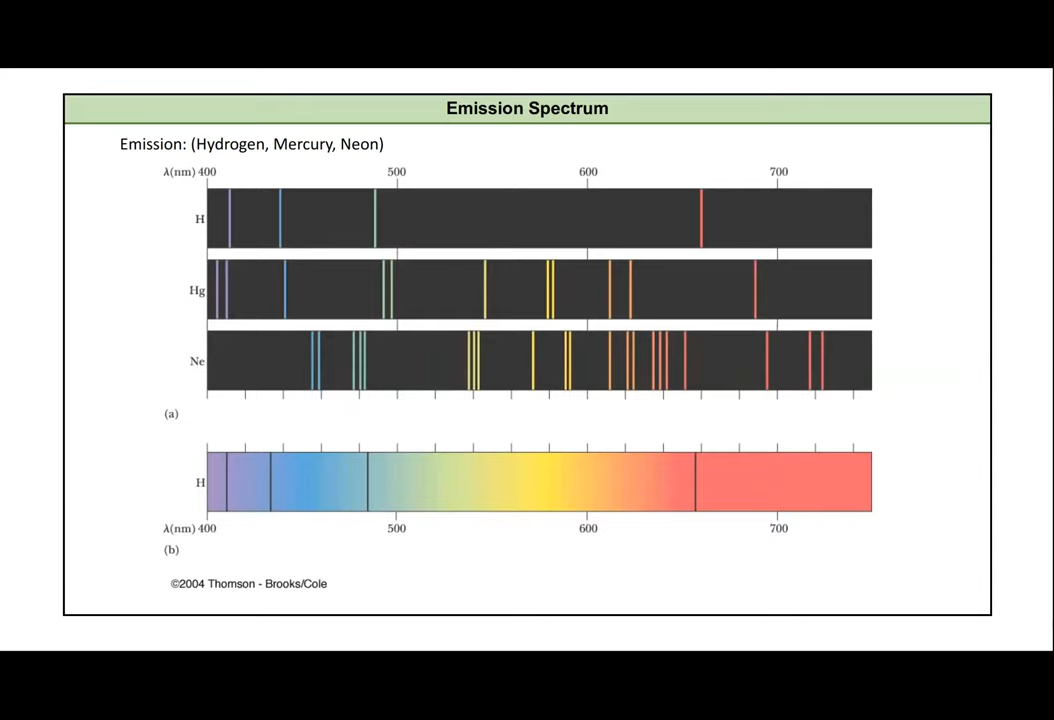 Emission Spectrum
Emission: (Hydrogen, Mercury, Neon)
λ(nm) 400 500 600 700
H
Hg
Ne
(a)
H
λ(nm) 400 500 600 700
(b)
©2004 Thomson - Brooks/Cole